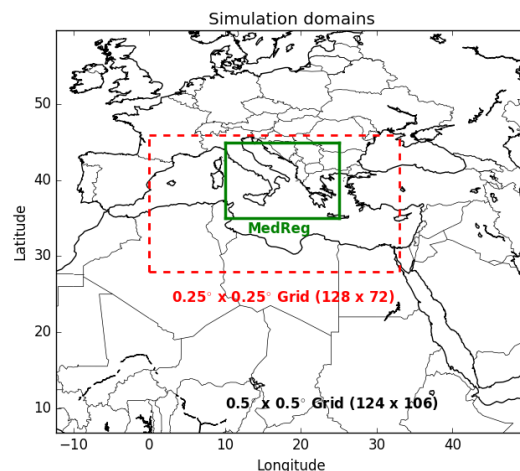 Simulation domains
50
40
30
20
10
Latitude
MedReg
0.25° x 0.25° Grid (128 x 72)
0.5° x 0.5° Grid (124 x 106)
−10
0
10
20
30
40
Longitude